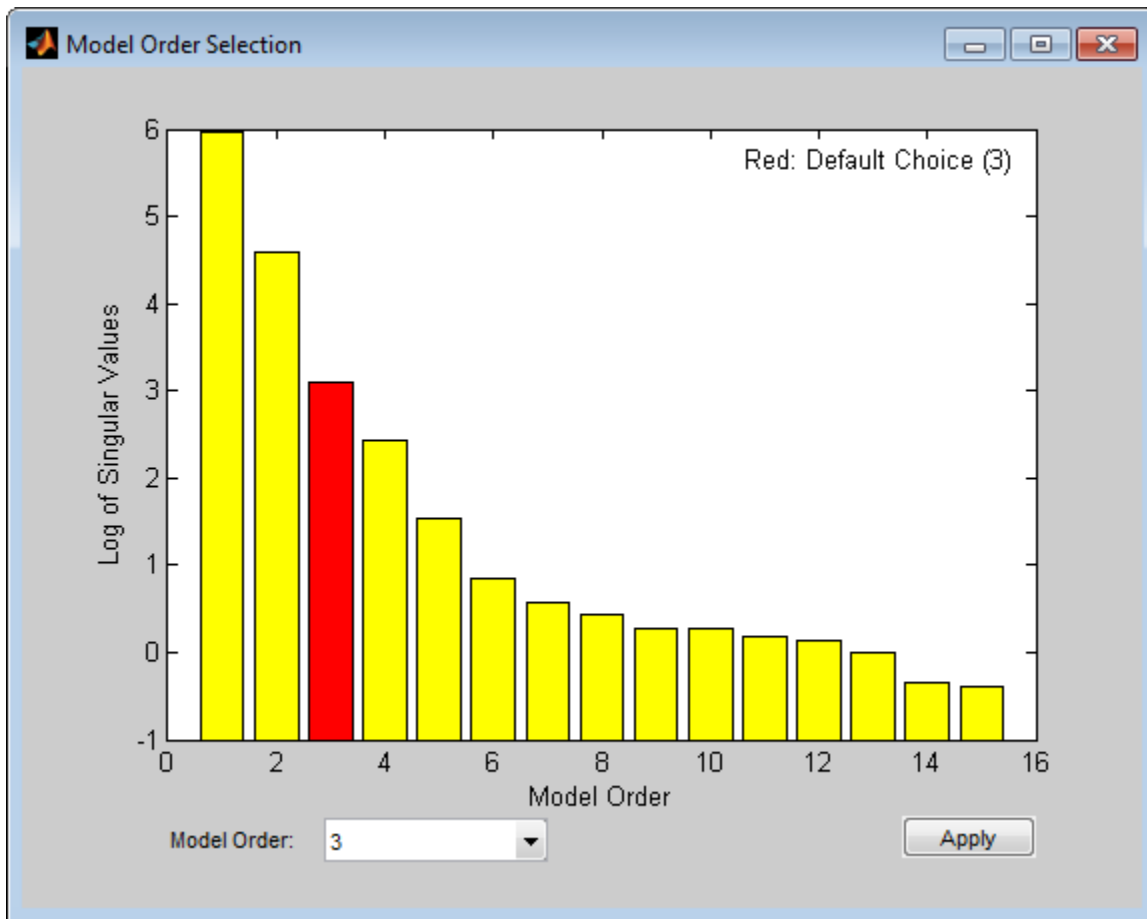 Model Order Selection
Red: Default Choice (3)
Log of Singular Values
6
5
4
3
2
1
0
-1
0 2 4 6 8 10 12 14 16
Model Order
Model Order: 3 Apply